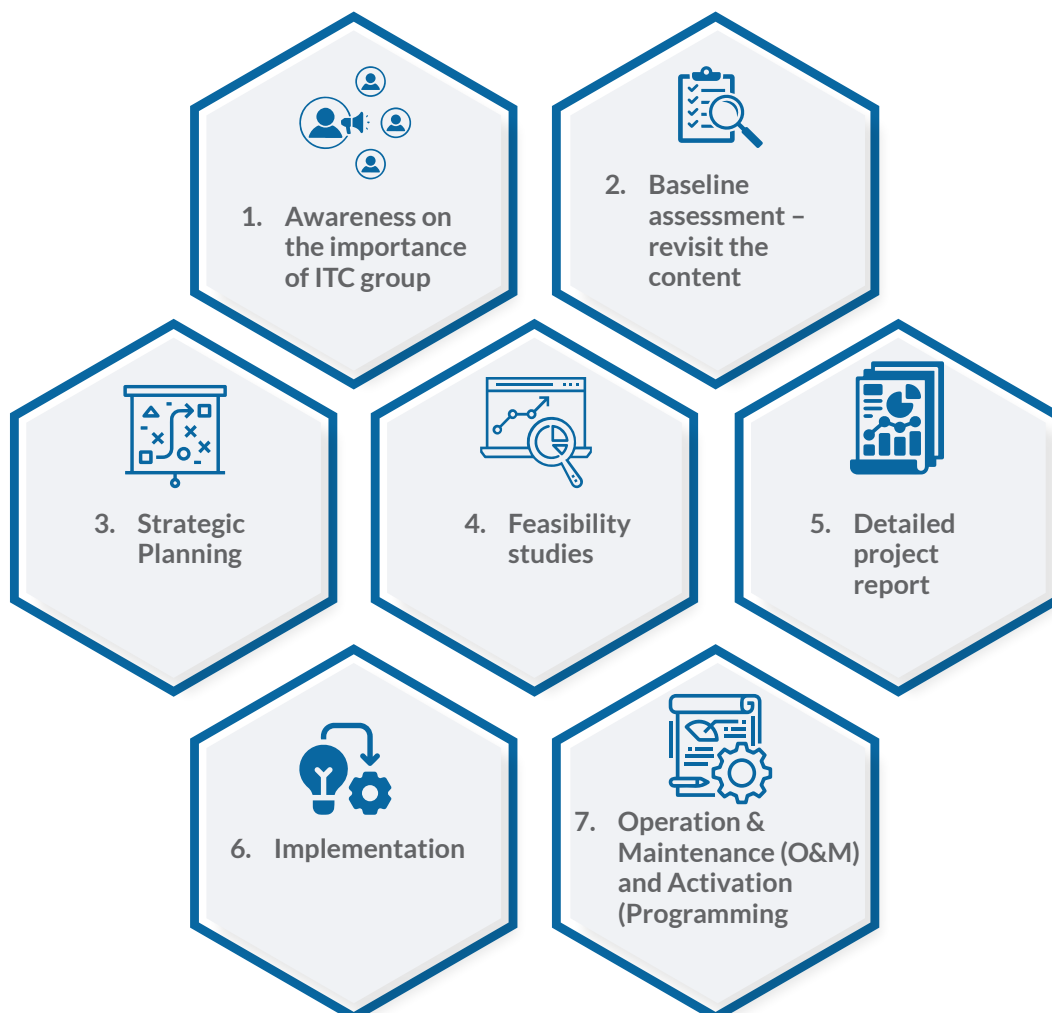 1. Awareness on
the importance
of ITC group
2. Baseline
assessment –
revisit the
content
3. Strategic
Planning
4. Feasibility
studies
5. Detailed
project
report
6. Implementation
7. Operation &
Maintenance (O&M)
and Activation
(Programming